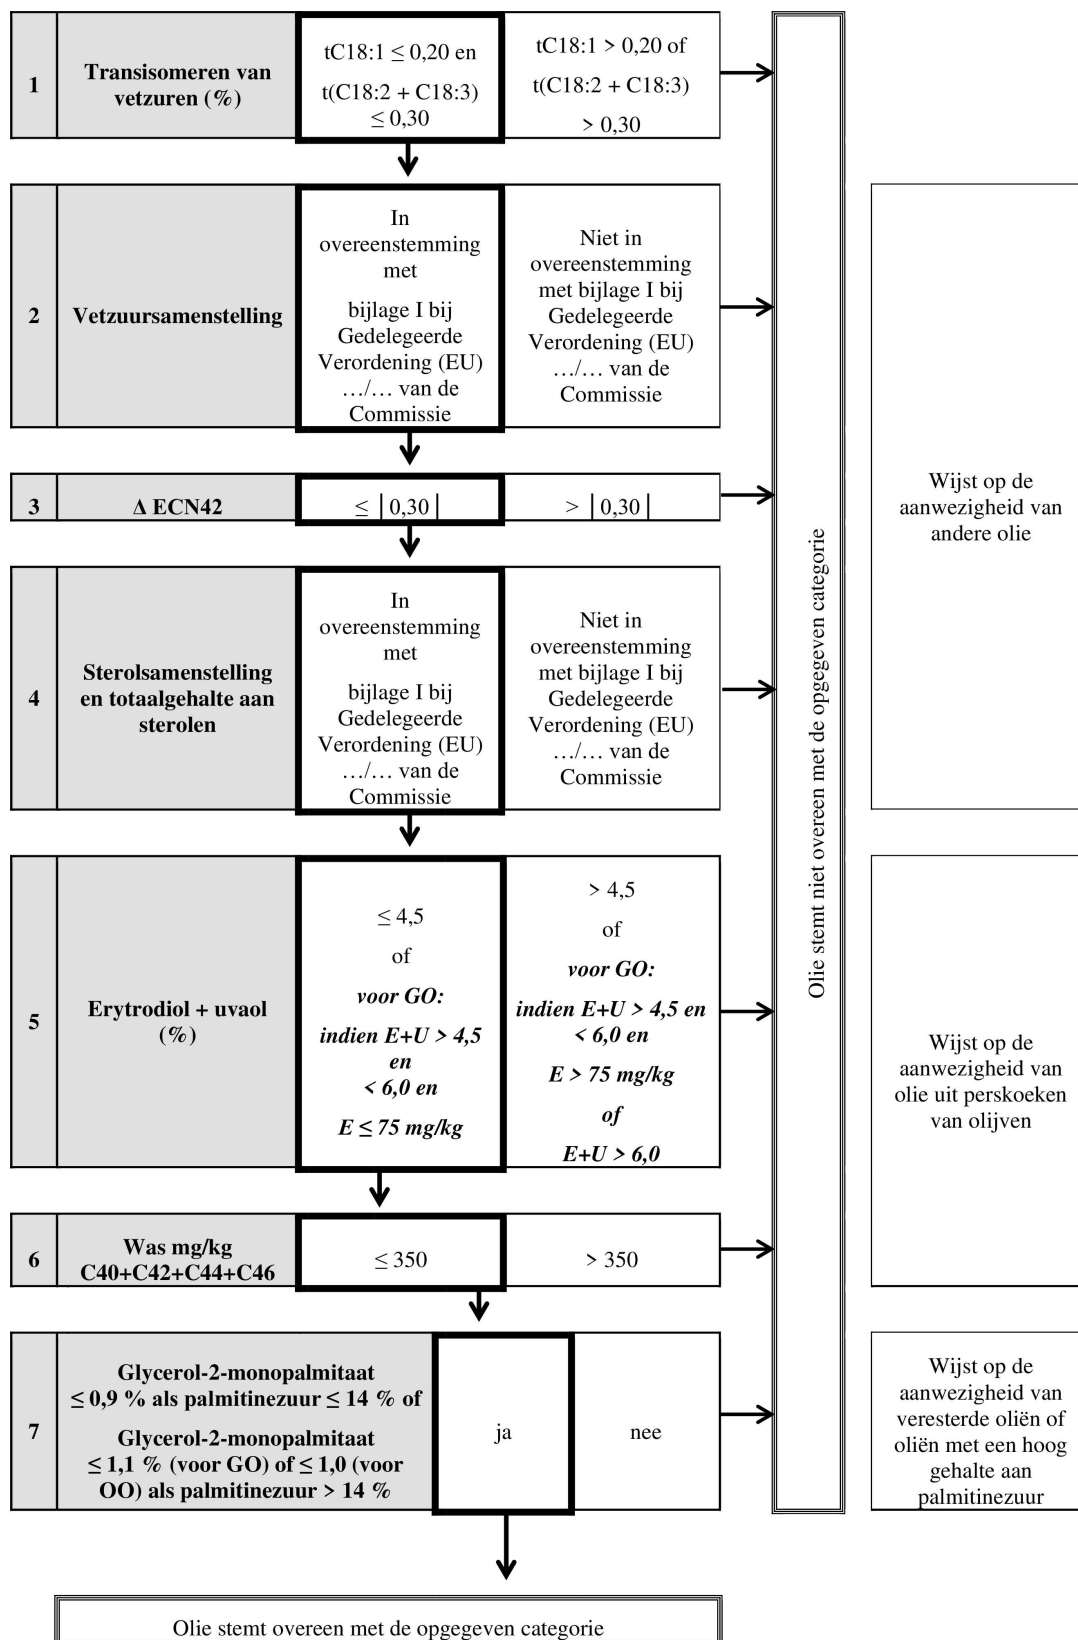 1
Transisomeren van
vetzuren (%)
tC18:1 ≤ 0,20 en
t(C18:2 + C18:3)
≤ 0,30
tC18:1 > 0,20 of
t(C18:2 + C18:3)
> 0,30
2
Vetzuursamenstelling
In
overeenstemming
met
bijlage I bij
Gedelegeerde
Verordening (EU)
…/… van de
Commissie
Niet in
overeenstemming
met bijlage I bij
Gedelegeerde
Verordening (EU)
…/… van de
Commissie
3
Δ ECN42
≤ |0,30|
> |0,30|
4
Sterolsamenstelling
en totaalgehalte aan
sterolen
In
overeenstemming
met
bijlage I bij
Gedelegeerde
Verordening (EU)
…/… van de
Commissie
Niet in
overeenstemming
met bijlage I bij
Gedelegeerde
Verordening (EU)
…/… van de
Commissie
5
Erytrodiol + uvaol
(%)
≤ 4,5
of
voor GO:
indien E+U > 4,5
en
< 6,0 en
E ≤ 75 mg/kg
> 4,5
of
voor GO:
indien E+U > 4,5 en
< 6,0 en
E > 75 mg/kg
of
E+U > 6,0
6
Was mg/kg
C40+C42+C44+C46
≤ 350
> 350
7
Glycerol-2-monopalmitaat
≤ 0,9 % als palmitinezuur ≤ 14 % of
Glycerol-2-monopalmitaat
≤ 1,1 % (voor GO) of ≤ 1,0 (voor
OO) als palmitinezuur > 14 %
ja
nee
Olie stemt niet overeen met de opgegeven categorie
Wijst op de
aanwezigheid van
andere olie
Wijst op de
aanwezigheid van
olie uit perskoeken
van olijven
Wijst op de
aanwezigheid van
veresterde oliën of
oliën met een hoog
gehalte aan
palmitinezuur
Olie stemt overeen met de opgegeven categorie